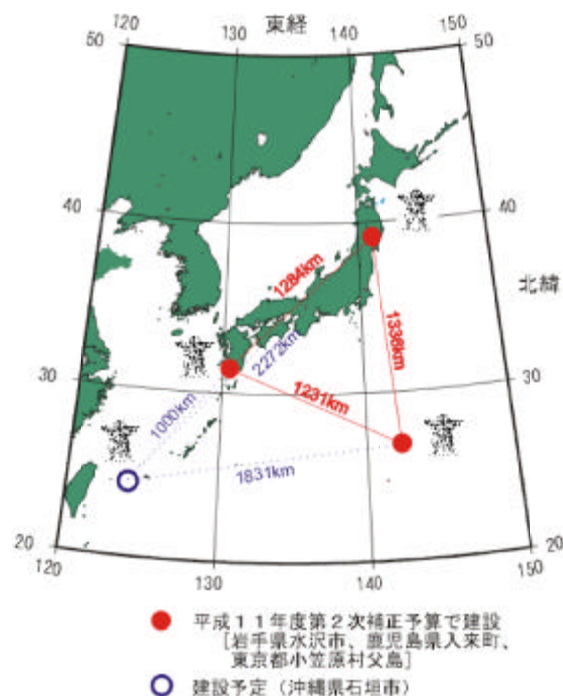 東経
120
130
140
150
50
50
40
40
北緯
1284km
1336km
2272km
30
30
1231km
1000km
1831km
20
20
120
130
140
150
平成11年度第2次補正予算で建設
[岩手県水沢市、鹿児島県入来町、
東京都小笠原村父島]
建設予定(沖縄県石垣市)